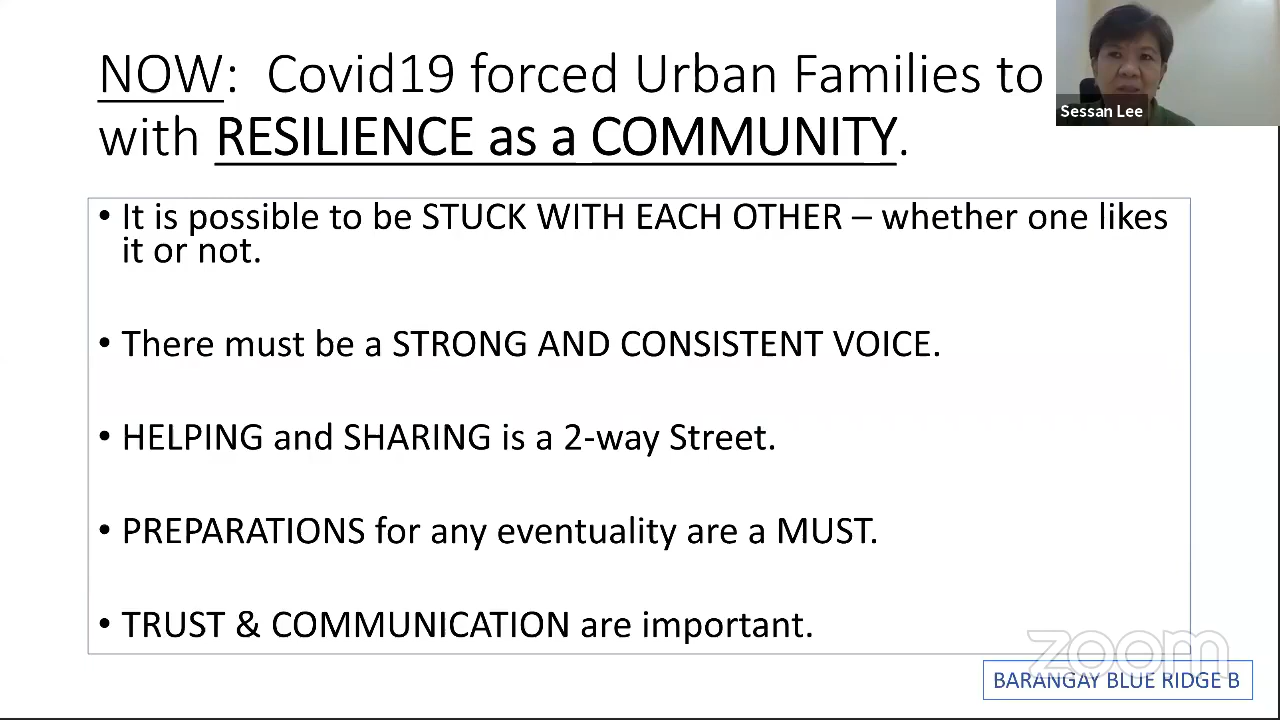 NOW: Covid19 forced Urban Families to
with RESILIENCE as a COMMUNITY.
Sessan Lee
• It is possible to be STUCK WITH EACH OTHER – whether one likes
it or not.
• There must be a STRONG AND CONSISTENT VOICE.
• HELPING and SHARING is a 2-way Street.
• PREPARATIONS for any eventuality are a MUST.
• TRUST & COMMUNICATION are important.
zoom
BARANGAY BLUE RIDGE B